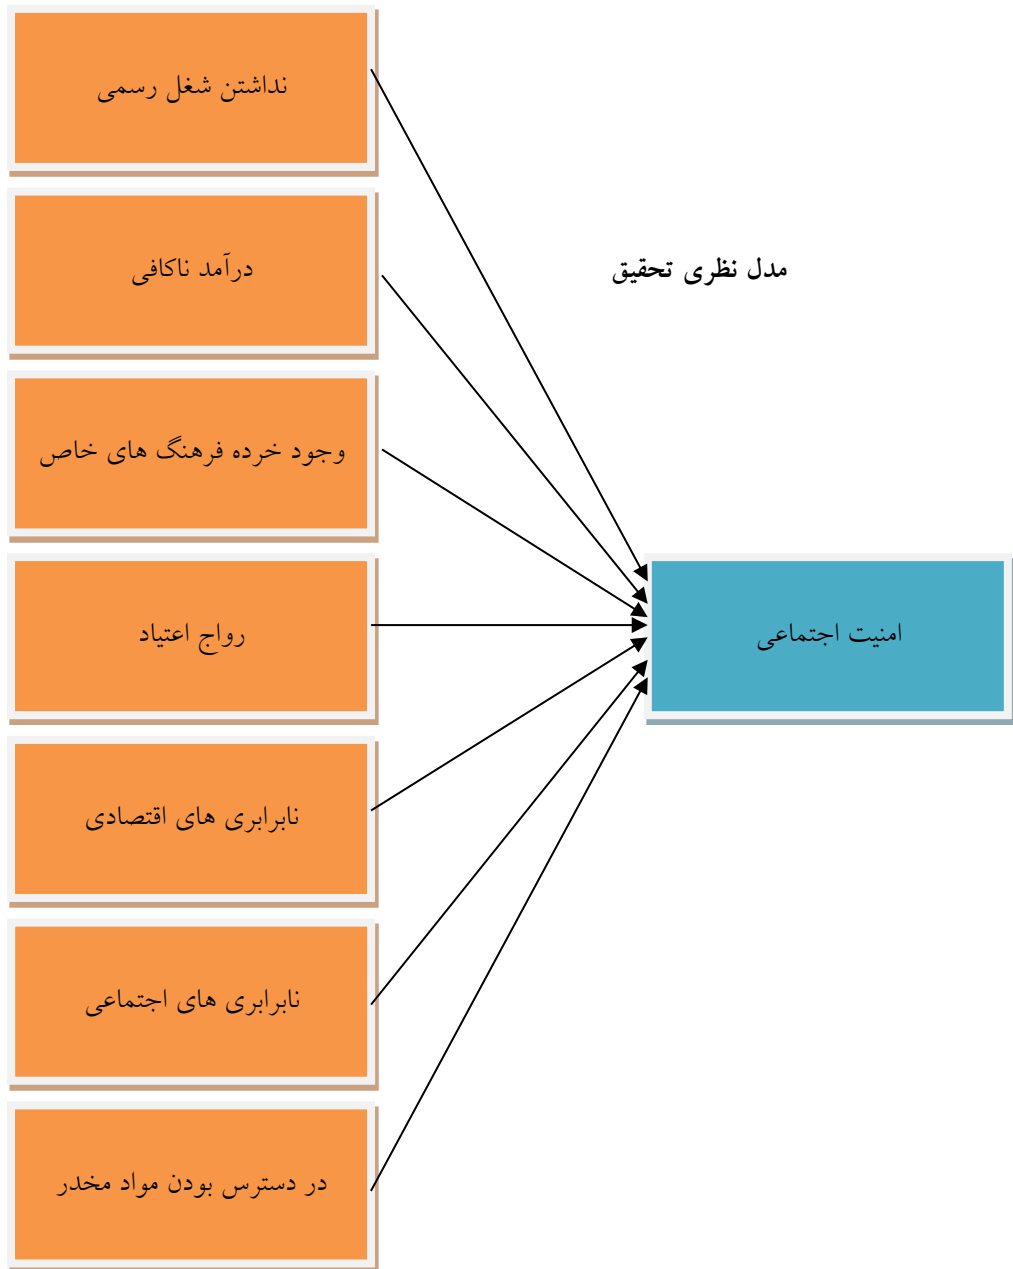 نداشتن شغل رسمی
درآمد ناکافی
مدل نظری تحقیق
وجود خرده فرهنگ های خاص
رواج اعتیاد
امنیت اجتماعی
نابرابری های اقتصادی
نابرابری های اجتماعی
در دسترس بودن مواد مخدر